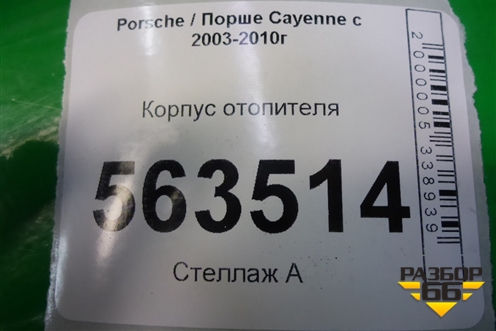 Porsche / Порше Cayenne с
2003-2010г
Корпус отопителя
563514
Стеллаж А
2000005338939
РАЗБОР
66